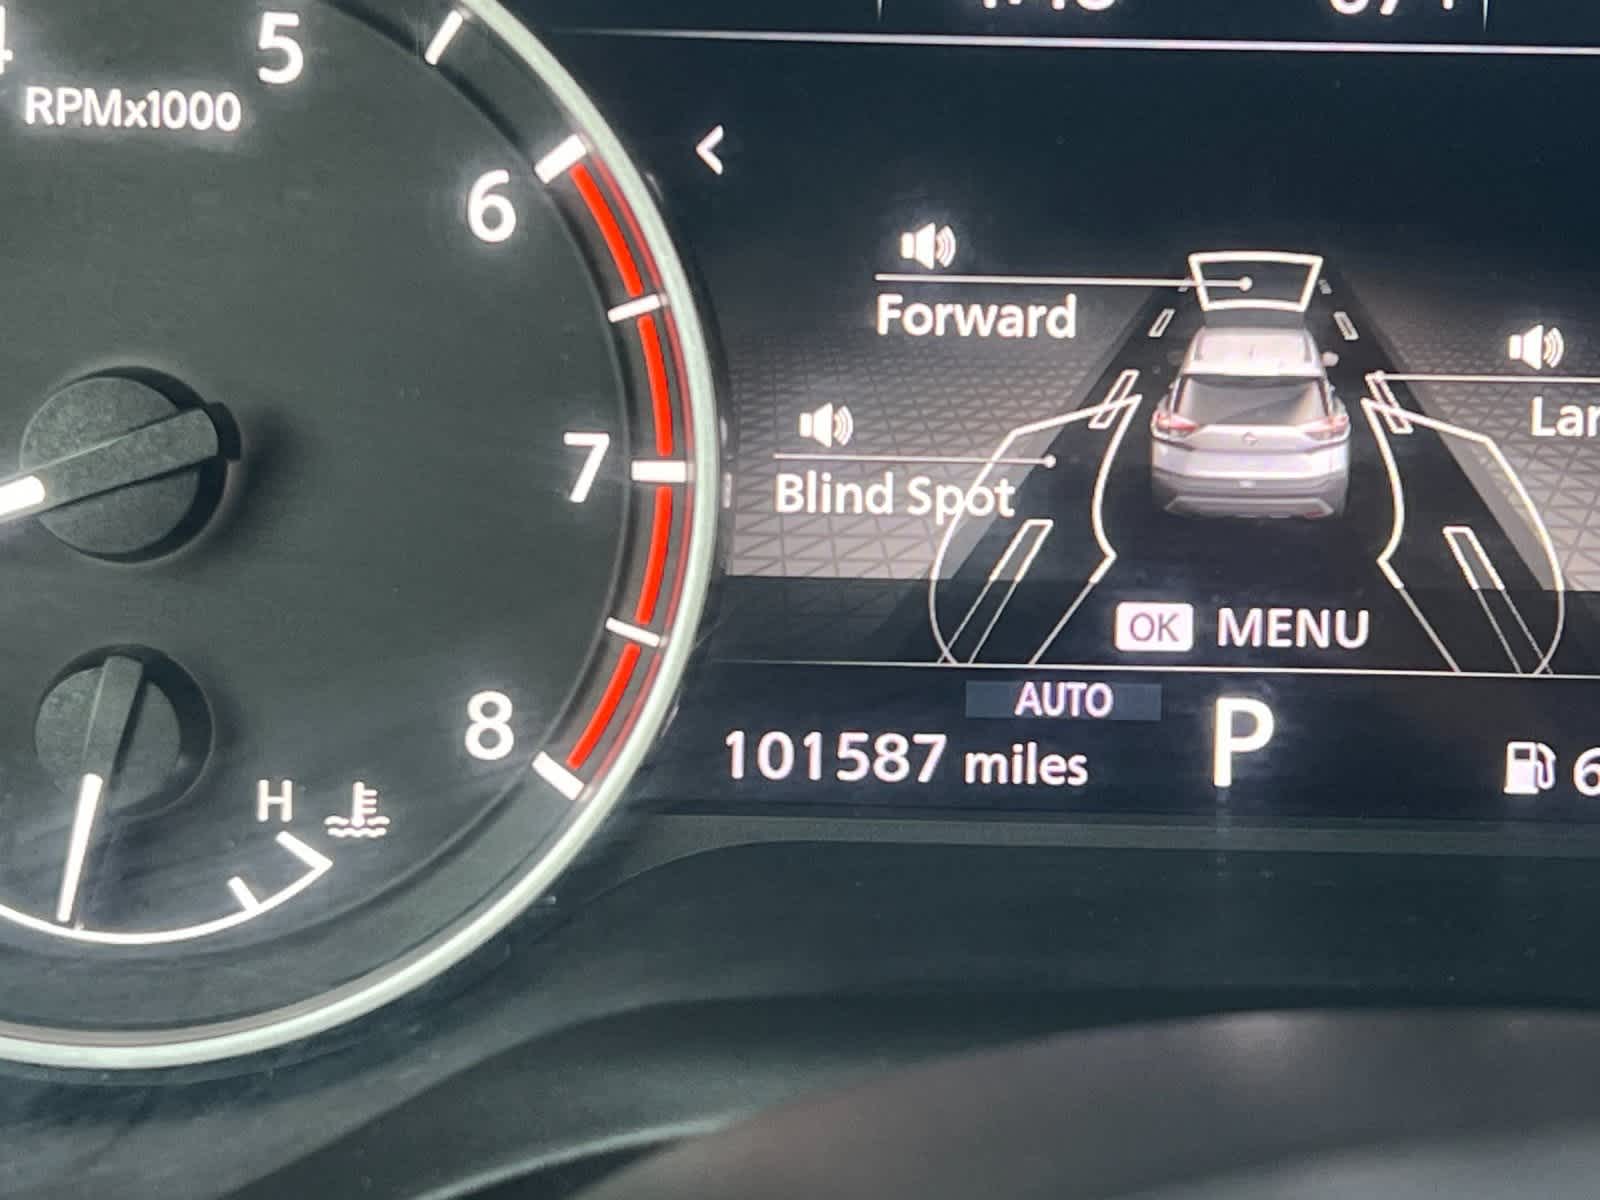 5
RPMx1000
6
Forward
Blind Spot
7
OK MENU
8
AUTO
101587 miles
P
H